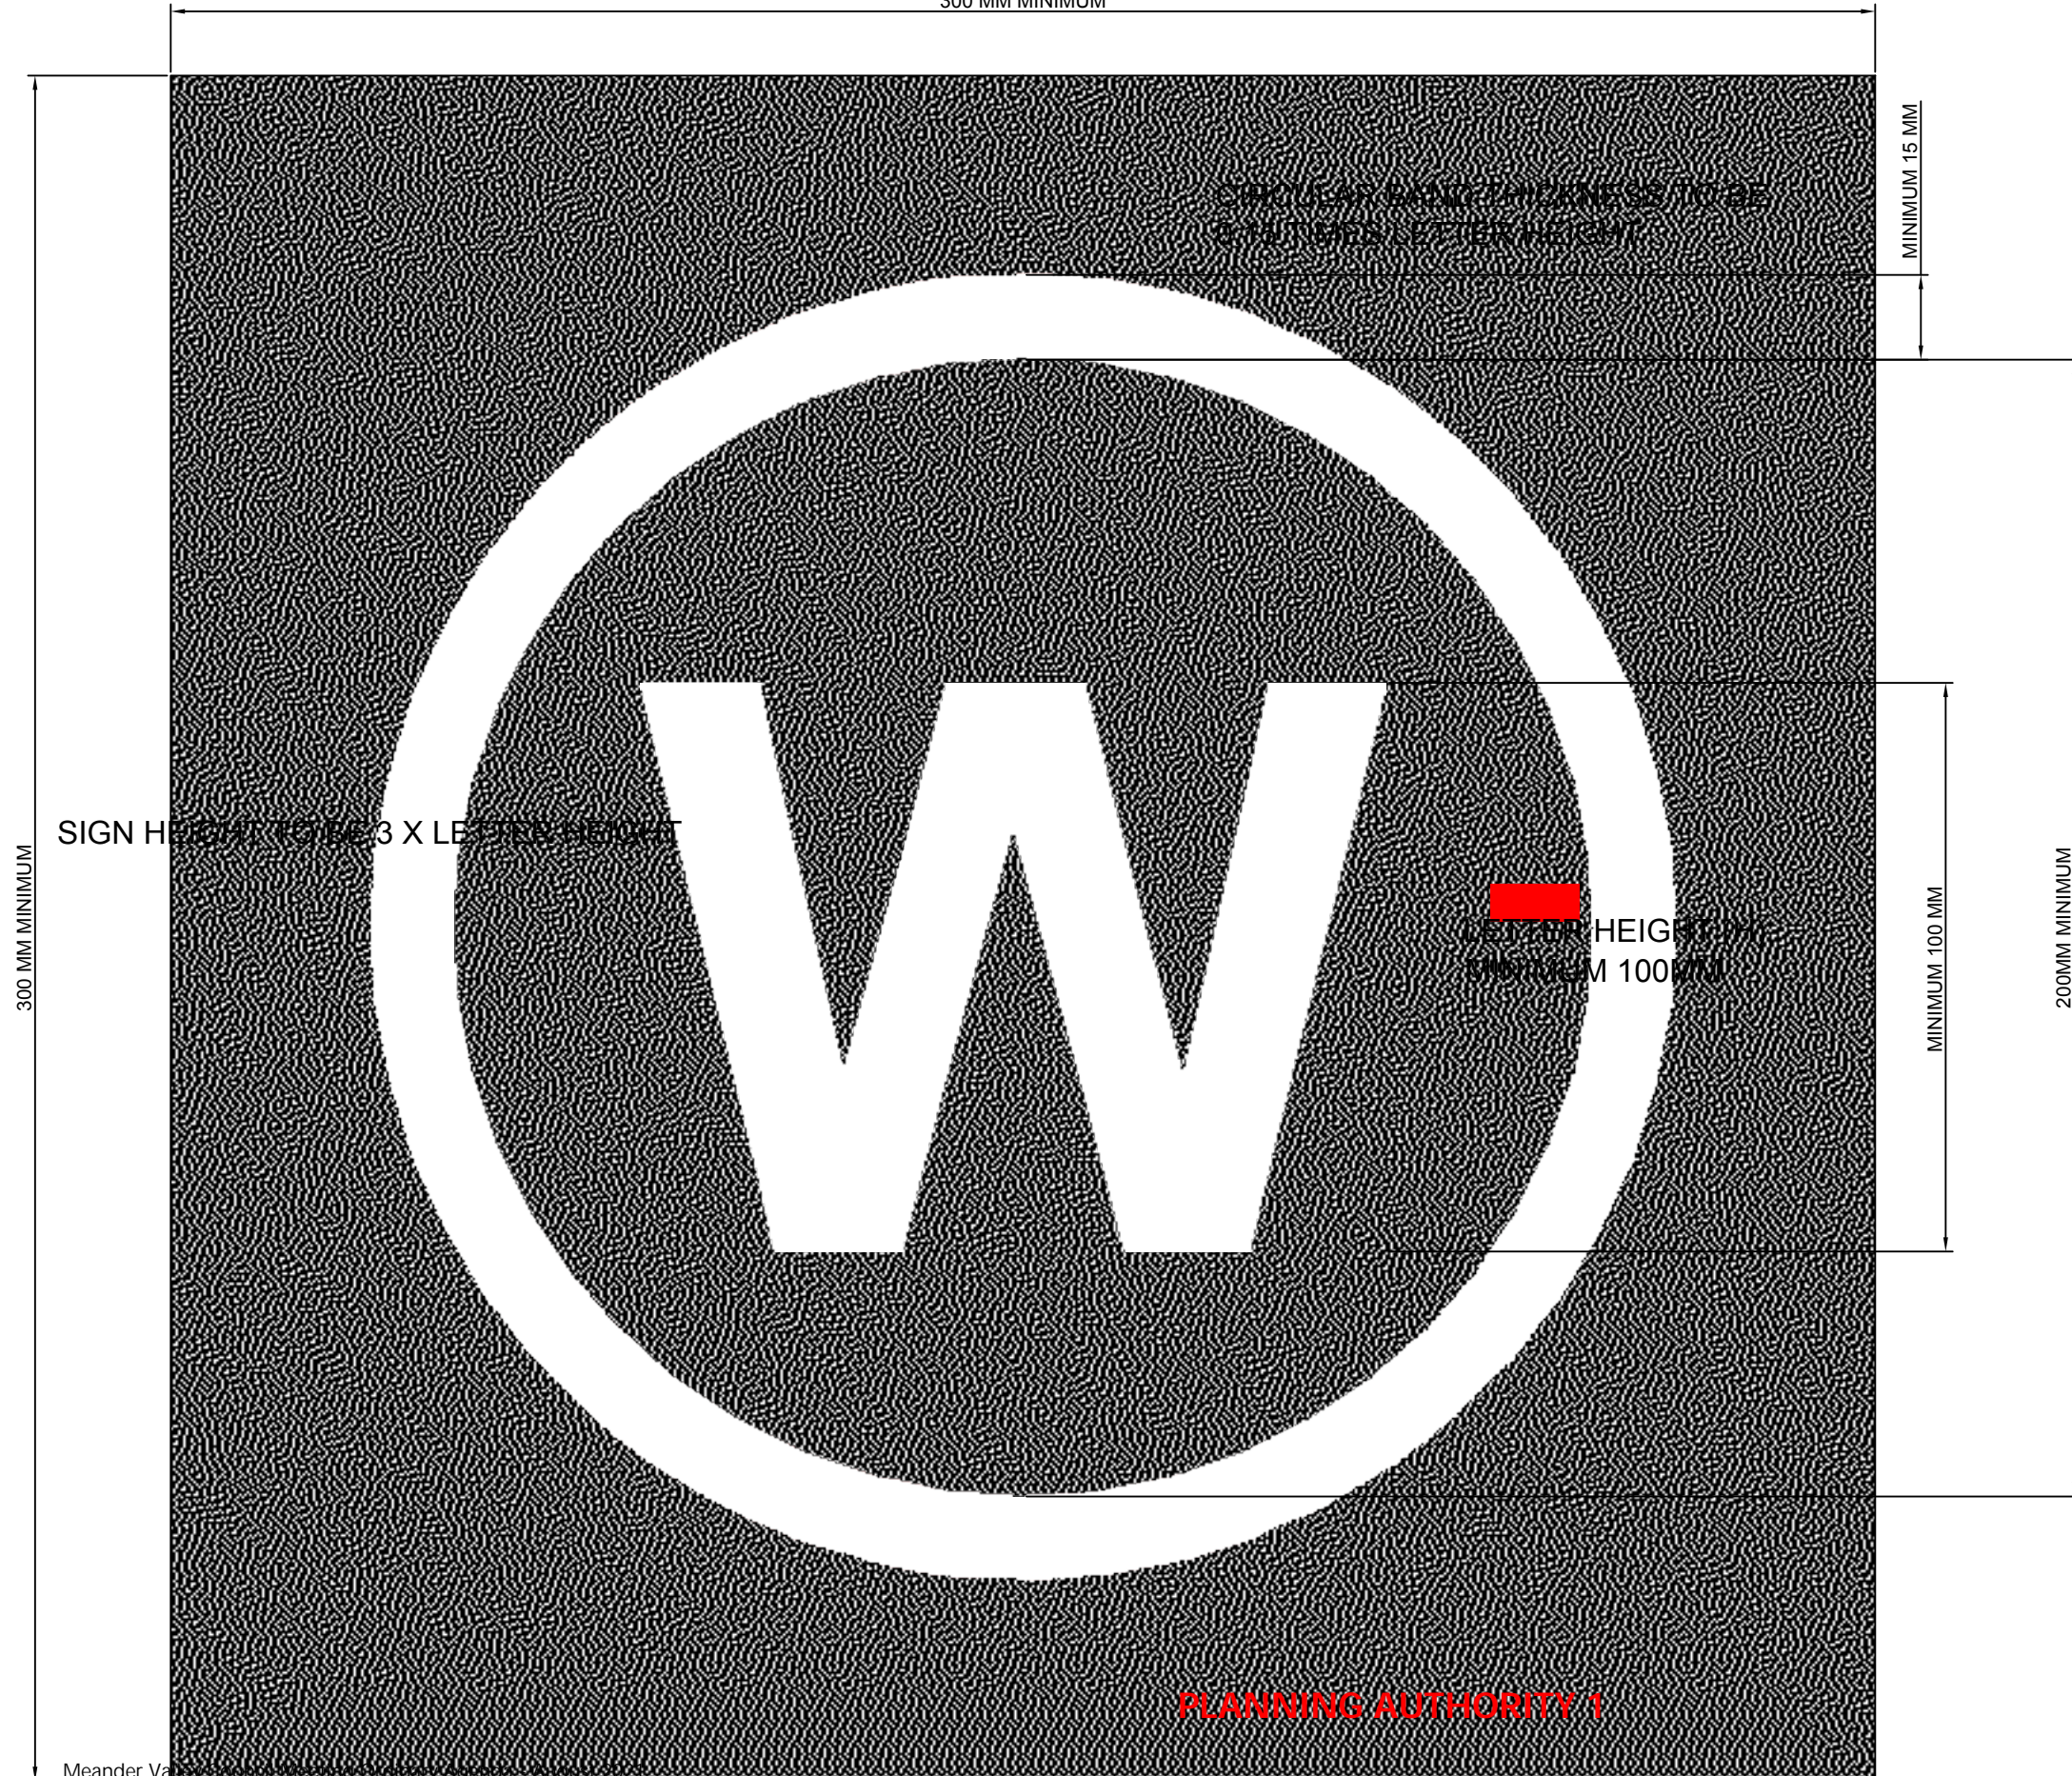 300 MM MINIMUM
MINIMUM 15 MM
CIRCULAR BAND THICKNESS TO BE
0.15 TIMES LETTER HEIGHT
W
SIGN HEIGHT TO BE 3 X LETTER HEIGHT
300 MM MINIMUM
LETTER HEIGHT
MINIMUM 100MM
MINIMUM 100 MM
200MM MINIMUM
PLANNING AUTHORITY 1
Meander Valley Council